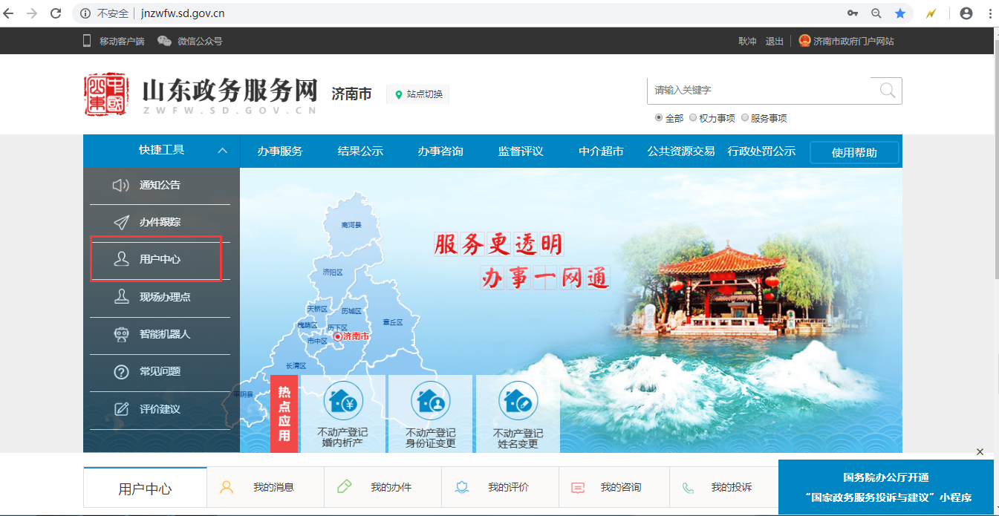 不安全 jnzwfw.sd.gov.cn
移动客户端 微信公众号 耿冲 退出 济南市政府门户网站
山东政务服务网 济南市 站点切换 请输入关键字
ZWFW.SD.GOV.CN
全部 权力事项 服务事项
快捷工具 办事服务 结果公示 办事咨询 监督评议 中介超市 公共资源交易 行政处罚公示 使用帮助
通知公告
办件跟踪
用户中心
现场办理点
智能机器人
常见问题
评价建议
服务更透明
办事一网通
商河县
济阳区
天桥区 历城区
槐荫区 历下区 章丘区
市中区 济南市
长清区
平阴县
热点应用
不动产登记
婚内析产
不动产登记
身份证变更
不动产登记
姓名变更
用户中心 我的消息 我的办件 我的评价 我的咨询 我的投诉
国务院办公厅开通
“国家政务服务投诉与建议”小程序